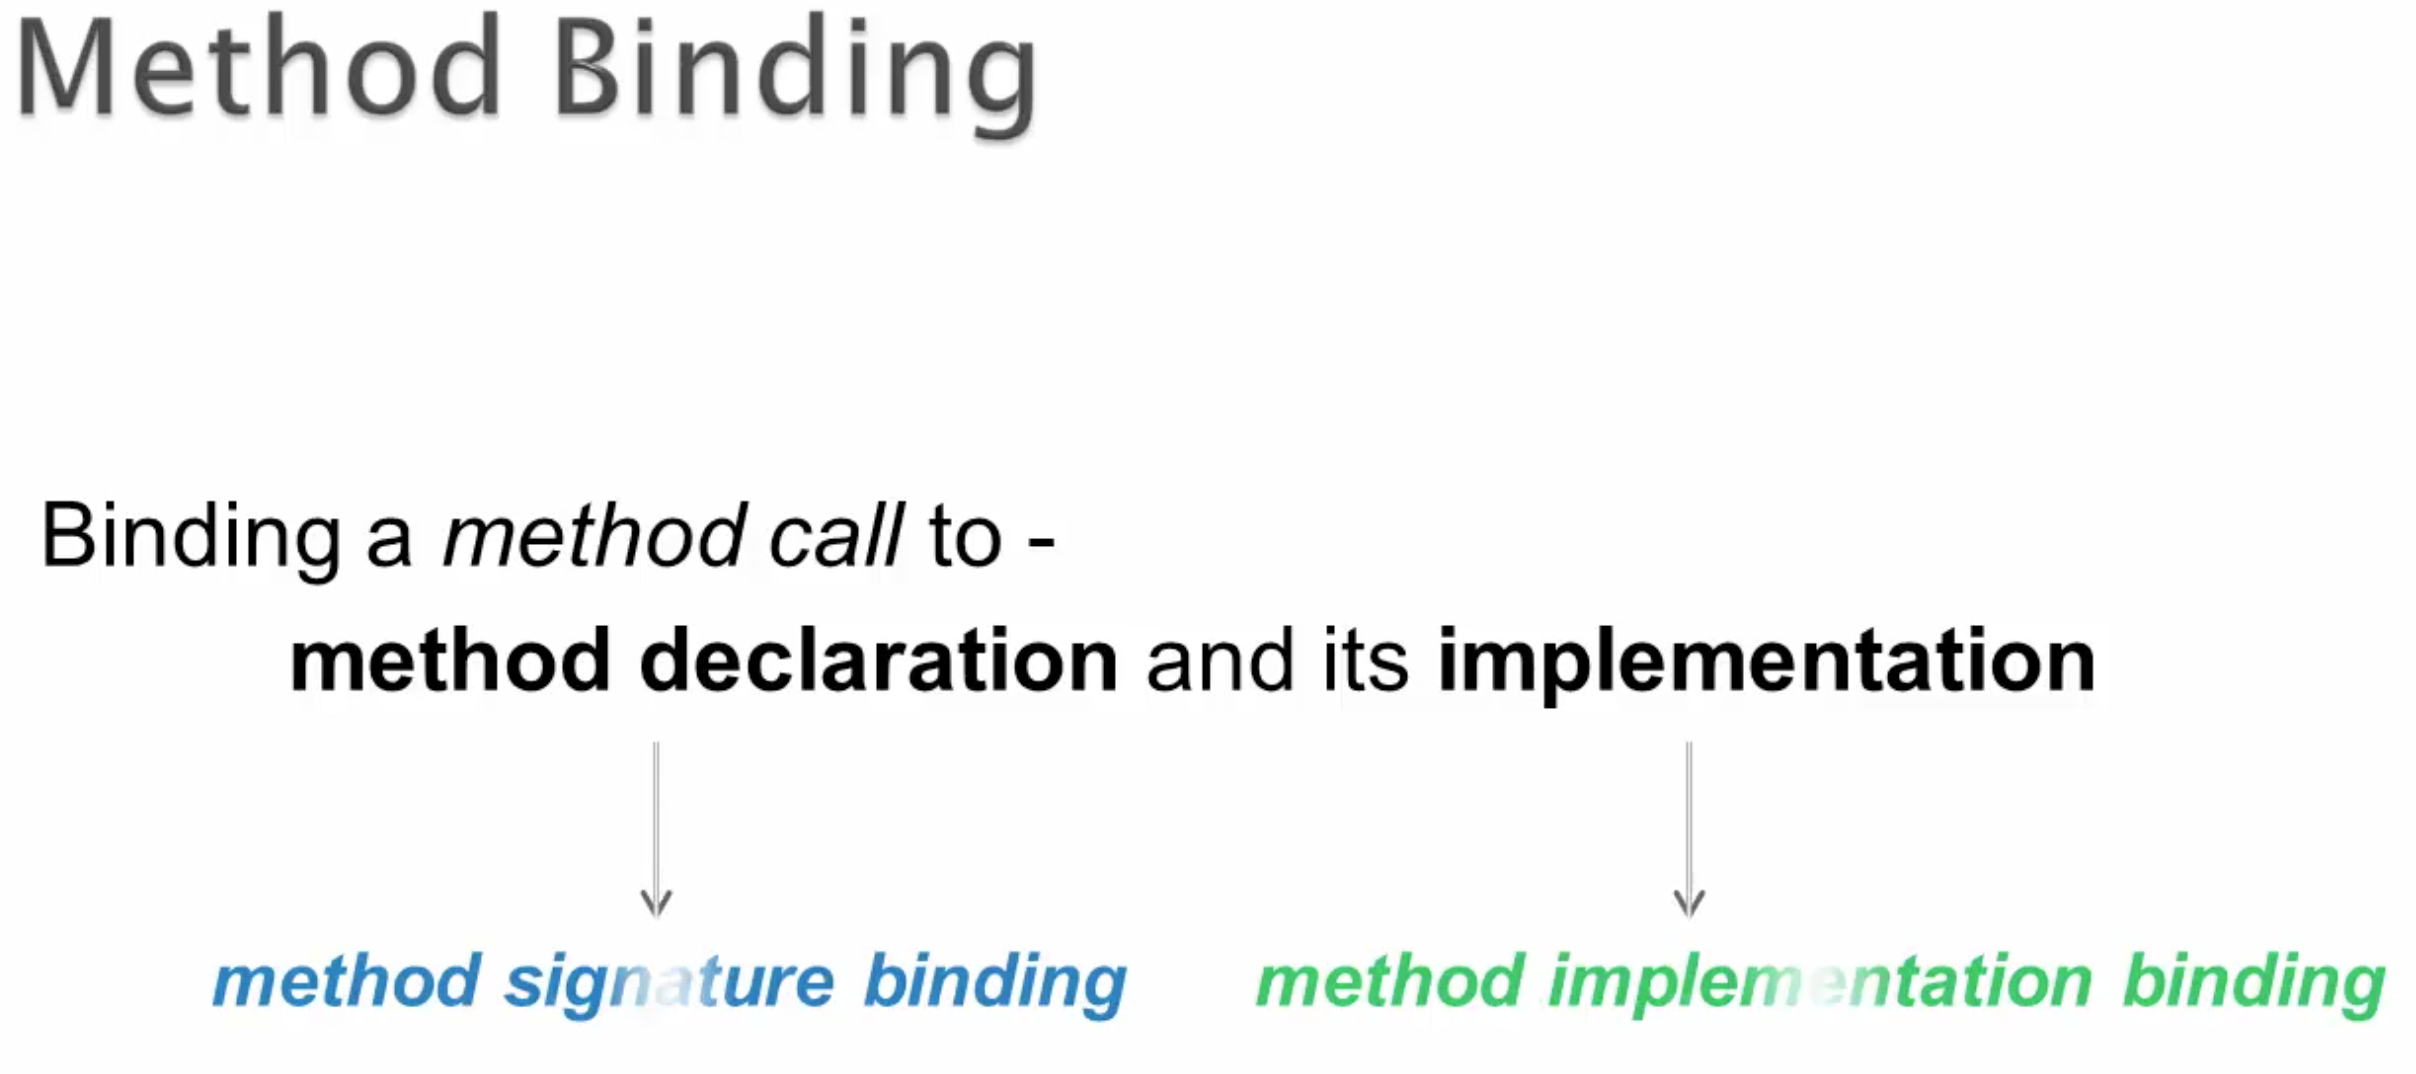 Method Binding
Binding a method call to -
method declaration and its implementation
method signature binding
method implementation binding